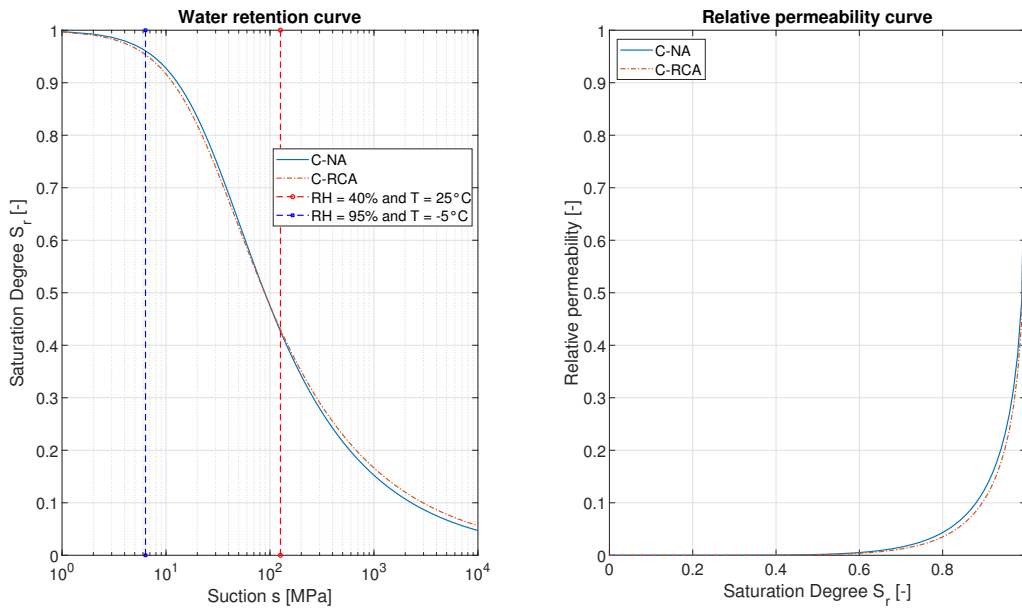 Water retention curve
1
0.9
0.8
0.7
0.6
0.5
0.4
0.3
0.2
0.1
0
Saturation Degree S_r [-]
C-NA
C-RCA
RH = 40% and T = 25°C
RH = 95% and T = -5°C
10^0
10^1
10^2
10^3
10^4
Suction s [MPa]
Relative permeability curve
1
0.9
0.8
0.7
0.6
0.5
0.4
0.3
0.2
0.1
0
Relative permeability [-]
C-NA
C-RCA
0
0.2
0.4
0.6
0.8
Saturation Degree S_r [-]